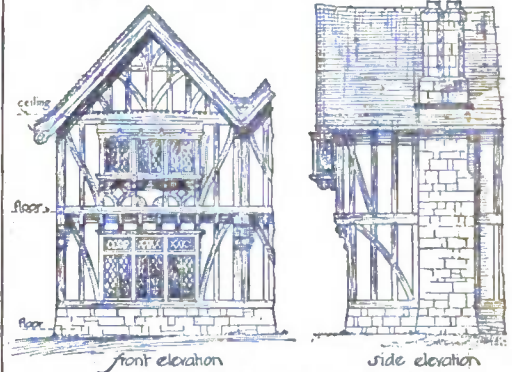 ceiling
floor
floor
front elevation
side elevation